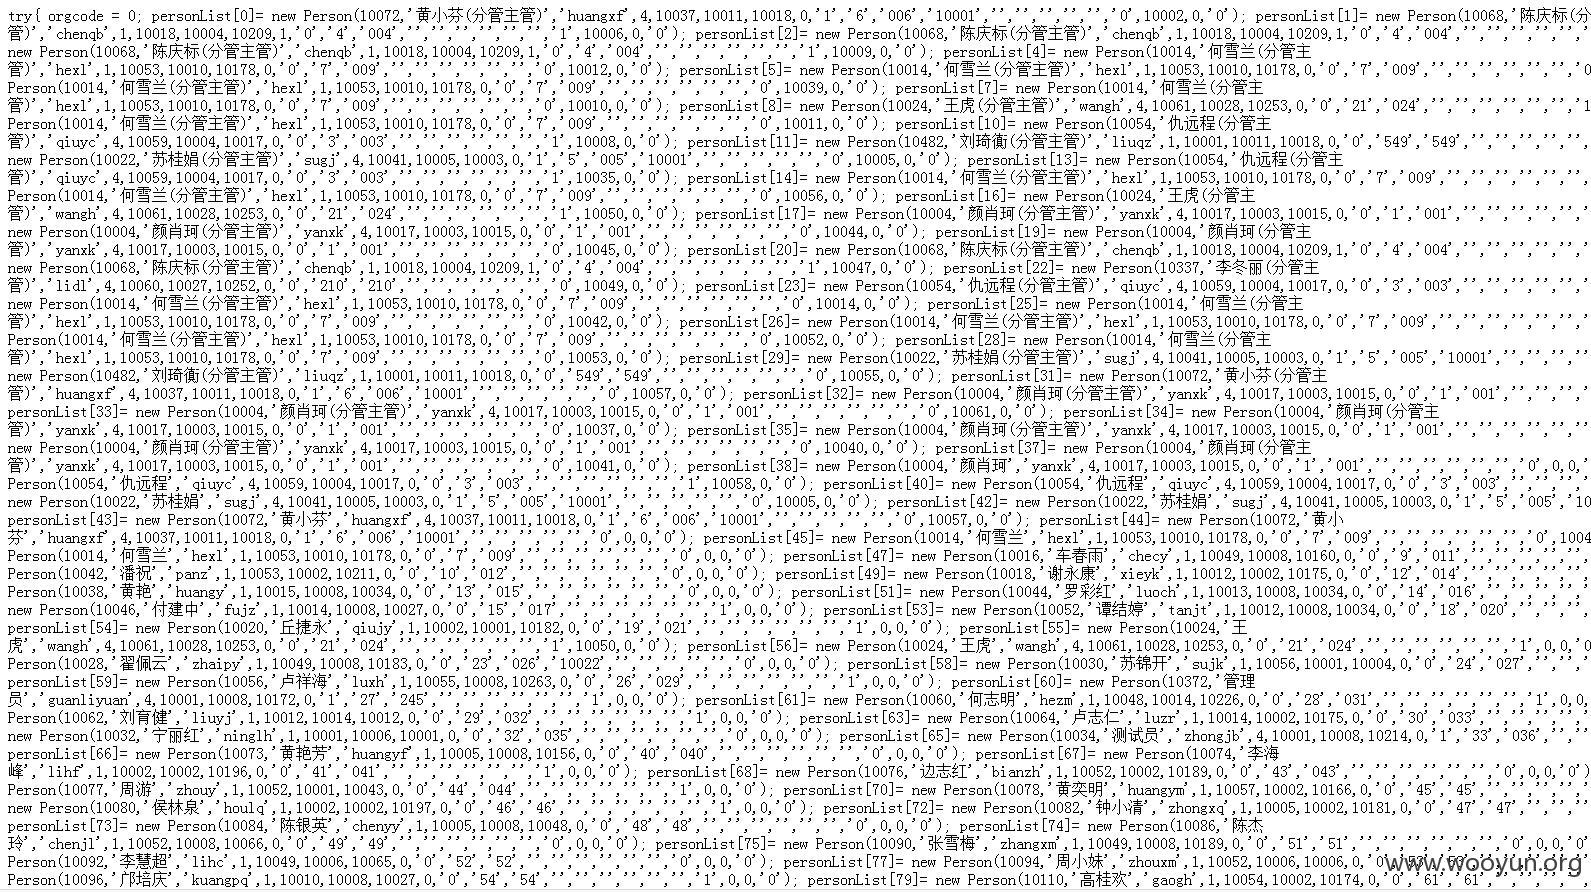 try{ orgcode = 0; personList[0]= new Person(10072,'黄小芬(分管主管)','huangxf',4,10037,10011,10018,0,'1','6','006','10001','','','','','','0',10002,0,'0'); personList[1]= new Person(10068,'陈庆标(分
管)','chenqb',1,10018,10004,10209,1,'0','4','004','','','','','','','1',10006,0,'0'); personList[2]= new Person(10068,'陈庆标(分管主管)','chenqb',1,10018,10004,10209,1,'0','4','004','','','','
new Person(10068,'陈庆标(分管主管)','chenqb',1,10018,10004,10209,1,'0','4','004','','','','','','','1',10009,0,'0'); personList[4]= new Person(10014,'何雪兰(分管主
管)','hexl',1,10053,10010,10178,0,'0','7','009','','','','','','','0',10012,0,'0'); personList[5]= new Person(10014,'何雪兰(分管主管)','hexl',1,10053,10010,10178,0,'0','7','009','','','','','','','0
Person(10014,'何雪兰(分管主管)','hexl',1,10053,10010,10178,0,'0','7','009','','','','','','','0',10039,0,'0'); personList[7]= new Person(10014,'何雪兰(分管主
管)','hexl',1,10053,10010,10178,0,'0','7','009','','','','','','','0',10010,0,'0'); personList[8]= new Person(10024,'王虎(分管主管)','wangh',4,10061,10028,10253,0,'0','21','024','','','','','','','1
Person(10014,'何雪兰(分管主管)','hexl',1,10053,10010,10178,0,'0','7','009','','','','','','','0',10011,0,'0'); personList[10]= new Person(10054,'仇远程(分管主
管)','qiuyc',4,10059,10004,10017,0,'0','3','003','','','','','','','1',10008,0,'0'); personList[11]= new Person(10482,'刘琦衡(分管主管)','liuqz',1,10001,10011,10018,0,'0','549','549','','','','',
new Person(10022,'苏桂娟(分管主管)','sugj',4,10041,10005,10003,0,'1','5','005','10001','','','','','','0',10005,0,'0'); personList[13]= new Person(10054,'仇远程(分管主
管)','qiuyc',4,10059,10004,10017,0,'0','3','003','','','','','','','1',10035,0,'0'); personList[14]= new Person(10014,'何雪兰(分管主管)','hexl',1,10053,10010,10178,0,'0','7','009','','','','','',
Person(10014,'何雪兰(分管主管)','hexl',1,10053,10010,10178,0,'0','7','009','','','','','','','0',10056,0,'0'); personList[16]= new Person(10024,'王虎(分管主
管)','wangh',4,10061,10028,10253,0,'0','21','024','','','','','','','1',10050,0,'0'); personList[17]= new Person(10004,'颜肖珂(分管主管)','yanxk',4,10017,10003,10015,0,'0','1','001','','','','',
new Person(10004,'颜肖珂(分管主管)','yanxk',4,10017,10003,10015,0,'0','1','001','','','','','','','0',10044,0,'0'); personList[19]= new Person(10004,'颜肖珂(分管主
管)','yanxk',4,10017,10003,10015,0,'0','1','001','','','','','','','0',10045,0,'0'); personList[20]= new Person(10068,'陈庆标(分管主管)','chenqb',1,10018,10004,10209,1,'0','4','004','','','',''
new Person(10068,'陈庆标(分管主管)','chenqb',1,10018,10004,10209,1,'0','4','004','','','','','','','1',10047,0,'0'); personList[22]= new Person(10337,'李冬丽(分管主
管)','lidl',4,10060,10027,10252,0,'0','210','210','','','','','','','0',10049,0,'0'); personList[23]= new Person(10054,'仇远程(分管主管)','qiuyc',4,10059,10004,10017,0,'0','3','003','','','','',
new Person(10014,'何雪兰(分管主管)','hexl',1,10053,10010,10178,0,'0','7','009','','','','','','','0',10014,0,'0'); personList[25]= new Person(10014,'何雪兰(分管主
管)','hexl',1,10053,10010,10178,0,'0','7','009','','','','','','','0',10042,0,'0'); personList[26]= new Person(10014,'何雪兰(分管主管)','hexl',1,10053,10010,10178,0,'0','7','009','','','','','',
Person(10014,'何雪兰(分管主管)','hexl',1,10053,10010,10178,0,'0','7','009','','','','','','','0',10052,0,'0'); personList[28]= new Person(10014,'何雪兰(分管主
管)','hexl',1,10053,10010,10178,0,'0','7','009','','','','','','','0',10053,0,'0'); personList[29]= new Person(10022,'苏桂娟(分管主管)','sugj',4,10041,10005,10003,0,'1','5','005','10001','','','
new Person(10482,'刘琦衡(分管主管)','liuqz',1,10001,10011,10018,0,'0','549','549','','','','','','','0',10055,0,'0'); personList[31]= new Person(10072,'黄小芬(分管主
管)','huangxf',4,10037,10011,10018,0,'1','6','006','10001','','','','','','0',10057,0,'0'); personList[32]= new Person(10004,'颜肖珂(分管主管)','yanxk',4,10017,10003,10015,0,'0','1','001','','',
personList[33]= new Person(10004,'颜肖珂(分管主管)','yanxk',4,10017,10003,10015,0,'0','1','001','','','','','','','0',10061,0,'0'); personList[34]= new Person(10004,'颜肖珂(分管主
管)','yanxk',4,10017,10003,10015,0,'0','1','001','','','','','','','0',10037,0,'0'); personList[35]= new Person(10004,'颜肖珂(分管主管)','yanxk',4,10017,10003,10015,0,'0','1','001','','','','',
new Person(10004,'颜肖珂(分管主管)','yanxk',4,10017,10003,10015,0,'0','1','001','','','','','','','0',10040,0,'0'); personList[37]= new Person(10004,'颜肖珂(分管主
管)','yanxk',4,10017,10003,10015,0,'0','1','001','','','','','','','0',10041,0,'0'); personList[38]= new Person(10004,'颜肖珂','yanxk',4,10017,10003,10015,0,'0','1','001','','','','','','','0',0,0,'
Person(10054,'仇远程','qiuyc',4,10059,10004,10017,0,'0','3','003','','','','','','','1',10058,0,'0'); personList[40]= new Person(10054,'仇远程','qiuyc',4,10059,10004,10017,0,'0','3','003','','','
new Person(10022,'苏桂娟','sugj',4,10041,10005,10003,0,'1','5','005','10001','','','','','','0',10005,0,'0'); personList[42]= new Person(10022,'苏桂娟','sugj',4,10041,10005,10003,0,'1','5','005','10
personList[43]= new Person(10072,'黄小芬','huangxf',4,10037,10011,10018,0,'1','6','006','10001','','','','','','0',10057,0,'0'); personList[44]= new Person(10072,'黄小
芬','huangxf',4,10037,10011,10018,0,'1','6','006','10001','','','','','','0',0,0,'0'); personList[45]= new Person(10014,'何雪兰','hexl',1,10053,10010,10178,0,'0','7','009','','','','','','','0',1004
Person(10014,'何雪兰','hexl',1,10053,10010,10178,0,'0','7','009','','','','','','','0',0,0,'0'); personList[47]= new Person(10016,'车春雨','checy',1,10049,10008,10160,0,'0','9','011','','','','','
Person(10042,'潘祝','panz',1,10053,10002,10211,0,'0','10','012','','','','','','','0',0,0,'0'); personList[49]= new Person(10018,'谢永康','xieyk',1,10012,10002,10175,0,'0','12','014','','','','',
Person(10038,'黄艳','huangy',1,10015,10008,10034,0,'0','13','015','','','','','','','0',0,0,'0'); personList[51]= new Person(10044,'罗彩红','luoch',1,10013,10008,10034,0,'0','14','016','','','',
new Person(10046,'付建中','fujz',1,10014,10008,10027,0,'0','15','017','','','','','','','1',0,0,'0'); personList[53]= new Person(10052,'谭结婷','tanjt',1,10012,10008,10034,0,'0','18','020','','','
personList[54]= new Person(10020,'丘捷永','qiujy',1,10002,10001,10182,0,'0','19','021','','','','','','','1',0,0,'0'); personList[55]= new Person(10024,'王
虎','wangh',4,10061,10028,10253,0,'0','21','024','','','','','','','1',10050,0,'0'); personList[56]= new Person(10024,'王虎','wangh',4,10061,10028,10253,0,'0','21','024','','','','','','','1',0,0,'0
Person(10028,'翟佩云','zhaipy',1,10049,10008,10183,0,'0','23','026','10022','','','','','','0',0,0,'0'); personList[58]= new Person(10030,'苏锦开','sujk',1,10056,10001,10004,0,'0','24','027','','
personList[59]= new Person(10056,'卢祥海','luxh',1,10055,10008,10263,0,'0','26','029','','','','','','','1',0,0,'0'); personList[60]= new Person(10372,'管理
员','guanliyuan',4,10001,10008,10172,0,'1','27','245','','','','','','','1',0,0,'0'); personList[61]= new Person(10060,'何志明','hezm',1,10048,10014,10226,0,'0','28','031','','','','','','','1',0,0,
Person(10062,'刘育健','liuyj',1,10012,10014,10012,0,'0','29','032','','','','','','','1',0,0,'0'); personList[63]= new Person(10064,'卢志仁','luzr',1,10014,10002,10175,0,'0','30','033','','','','
new Person(10032,'宁丽红','ninglh',1,10001,10006,10001,0,'0','32','035','','','','','','','0',0,0,'0'); personList[65]= new Person(10034,'测试员','zhongjb',4,10001,10008,10214,0,'1','33','036','',
personList[66]= new Person(10073,'黄艳芳','huangyf',1,10005,10008,10156,0,'0','40','040','','','','','','','0',0,0,'0'); personList[67]= new Person(10074,'李海
峰','lihf',1,10002,10002,10196,0,'0','41','041','','','','','','','1',0,0,'0'); personList[68]= new Person(10076,'边志红','bianzh',1,10052,10002,10189,0,'0','43','043','','','','','','','0',0,0,'0')
Person(10077,'周游','zhouy',1,10052,10001,10043,0,'0','44','044','','','','','','','1',0,0,'0'); personList[70]= new Person(10078,'黄奕明','huangym',1,10057,10002,10166,0,'0','45','45','','','',
new Person(10080,'侯林泉','houlq',1,10002,10002,10197,0,'0','46','46','','','','','','','1',0,0,'0'); personList[72]= new Person(10082,'钟小清','zhongxq',1,10005,10002,10181,0,'0','47','47','','',
personList[73]= new Person(10084,'陈银英','chenyy',1,10005,10008,10048,0,'0','48','48','','','','','','','0',0,0,'0'); personList[74]= new Person(10086,'陈杰
玲','chenjl',1,10052,10008,10066,0,'0','49','49','','','','','','','0',0,0,'0'); personList[75]= new Person(10090,'张雪梅','zhangxm',1,10049,10008,10189,0,'0','51','51','','','','','','','0',0,0,'0'
Person(10092,'李慧超','lihc',1,10049,10006,10065,0,'0','52','52','','','','','','','0',0,0,'0'); personList[77]= new Person(10094,'周小妹','zhouxm',1,10052,10006,10006,0,'0',
Person(10096,'邝培庆','kuangpq',1,10010,10008,10027,0,'0','54','54','','','','','','','1',0,0,'0'); personList[79]= new Person(10110,'高桂欢','gaogh',1,10054,10002,10174,0,'0','61','61','','','
www.wooyun.org